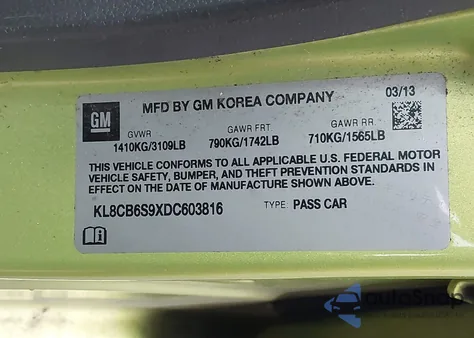 GM
MFD BY GM KOREA COMPANY
03/13
GVWR GAWR FRT GAWR RR
1410KG/3109LB 790KG/1742LB 710KG/1565LB
THIS VEHICLE CONFORMS TO ALL APPLICABLE U.S. FEDERAL MOTOR
VEHICLE SAFETY, BUMPER, AND THEFT PREVENTION STANDARDS IN
EFFECT ON THE DATE OF MANUFACTURE SHOWN ABOVE.
KL8CB6S9XDC603816 TYPE: PASS CAR
autoSnap